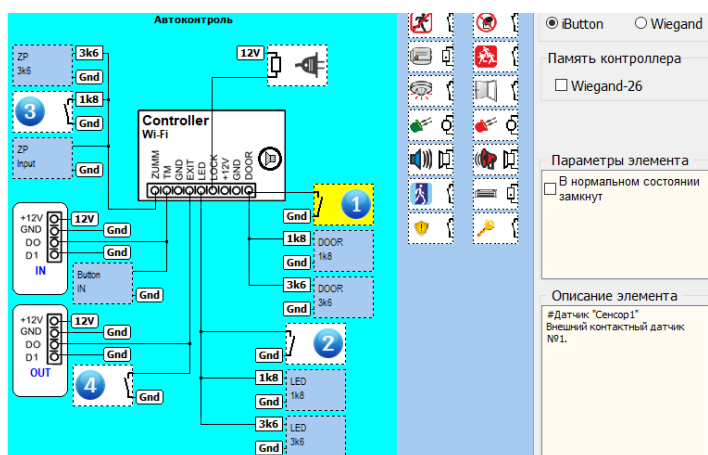 Автоконтроль
ZP
3k6
3k6
Gnd
3
1k8
Gnd
ZP
Input
Gnd
12V
Controller
Wi-Fi
ZUMM
TM
GND
EXIT
LED
LOCK
+12V
GND
DOOR
1
Gnd
1k8
DOOR
1k8
Gnd
3k6
DOOR
3k6
Gnd
+12V
GND
DO
D1
IN
12V
Gnd
Gnd
Button
IN
Gnd
2
Gnd
1k8
LED
1k8
Gnd
3k6
LED
3k6
Gnd
+12V
GND
DO
D1
OUT
12V
Gnd
Gnd
4
Gnd
iButton
Wiegand
Память контроллера
Wiegand-26
Параметры элемента
В нормальном состоянии
замкнут
Описание элемента
#Датчик "Сенсор1"
Внешний контактный датчик
№1.